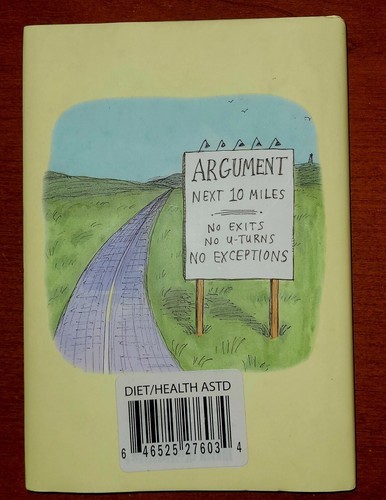 ARGUMENT
NEXT 10 MILES
NO EXITS
NO U-TURNS
NO EXCEPTIONS
DIET/HEALTH ASTD
6 46525 27603 4